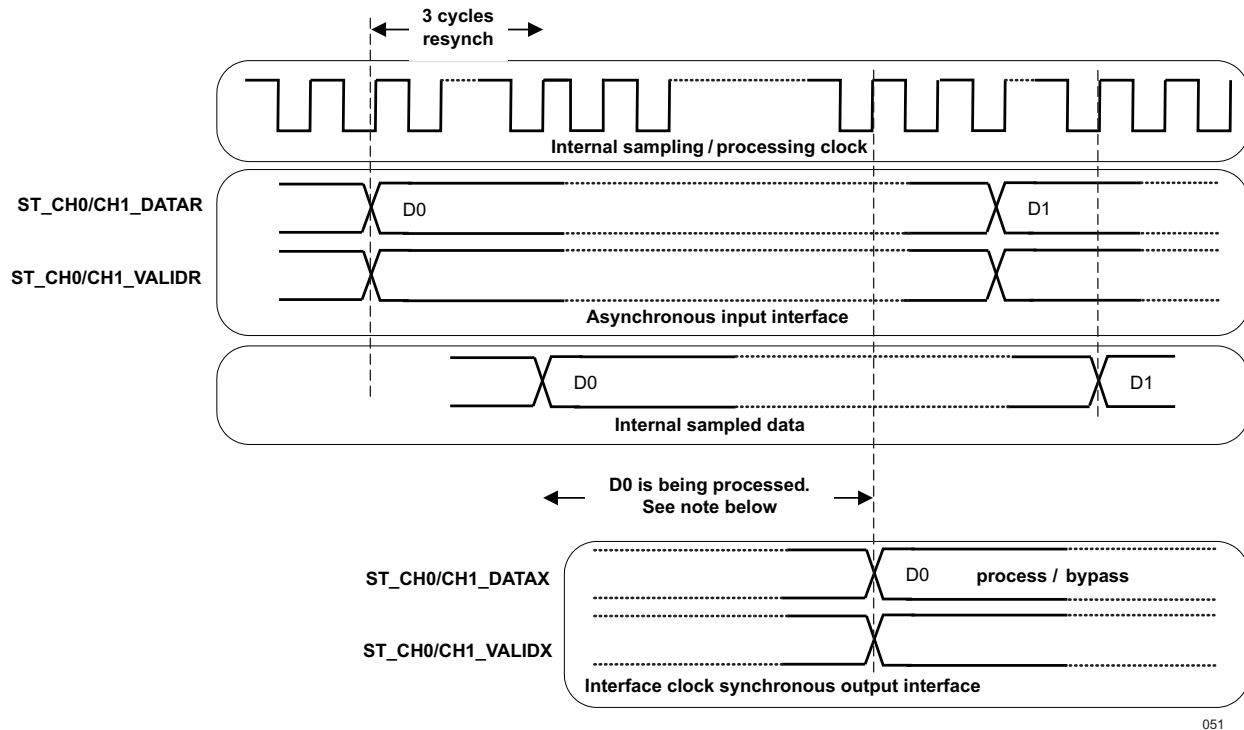 3 cycles
resynch
Internal sampling / processing clock
ST_CH0/CH1_DATAR
D0
D1
ST_CH0/CH1_VALIDR
Asynchronous input interface
D0
D1
Internal sampled data
D0 is being processed.
See note below
ST_CH0/CH1_DATAX
D0 process / bypass
ST_CH0/CH1_VALIDX
Interface clock synchronous output interface
051